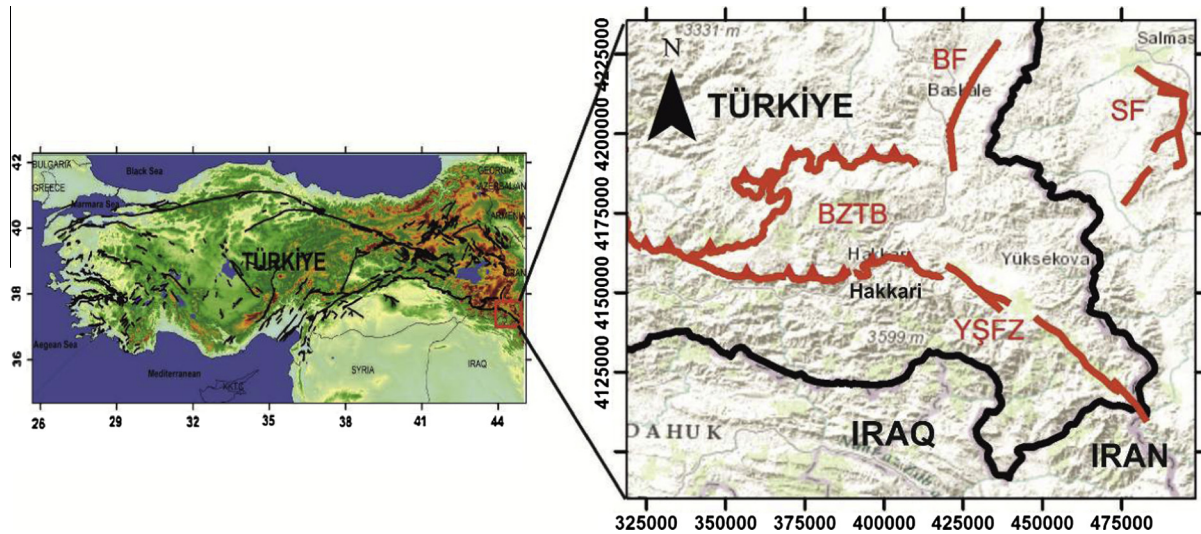 42
40
38
36
26
29
32
35
38
41
44
BULGARIA
GREECE
Black Sea
Marmara Sea
GEORGIA
TÜRKİYE
Aegean Sea
Mediterranean
SYRIA
IRAQ
3331 m
N
TÜRKİYE
BF
Baskale
Salmas
SF
BZTB
Hakkari
Yüksekova
YŞFZ
3599 m
DAHUK
IRAQ
IRAN
4225000
4200000
4175000
4150000
4125000
325000
350000
375000
400000
425000
450000
475000